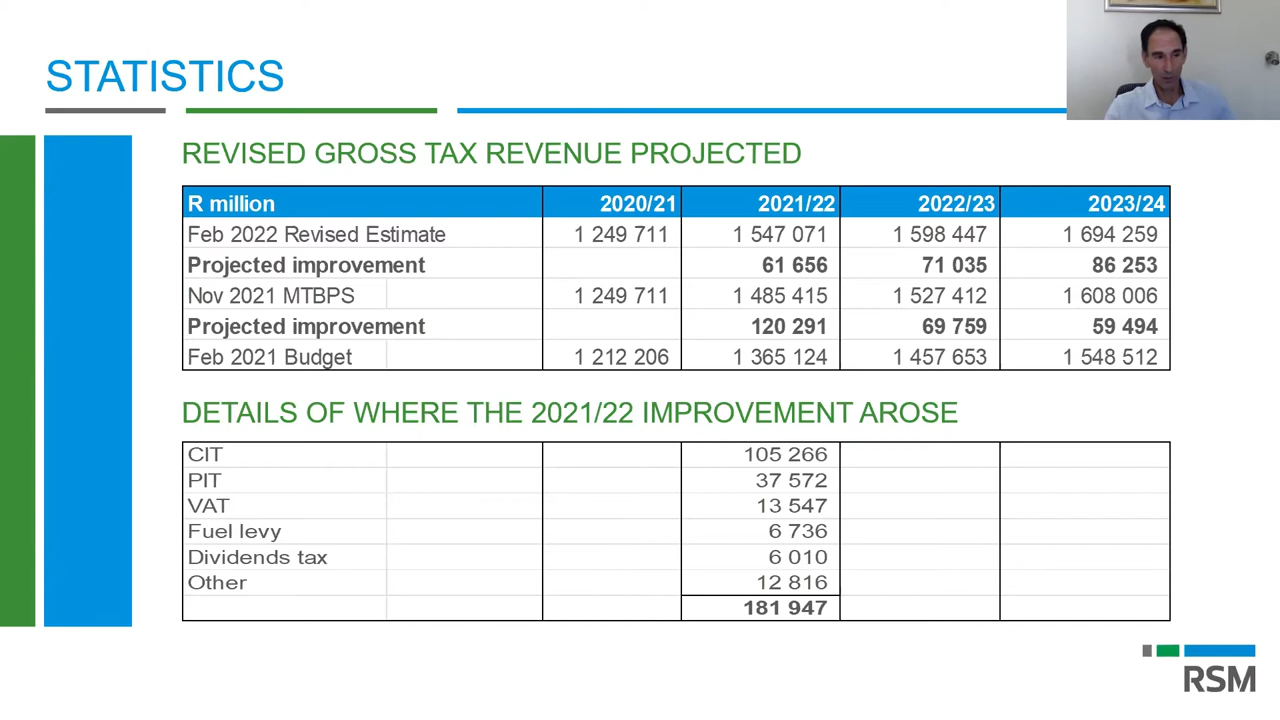 STATISTICS
REVISED GROSS TAX REVENUE PROJECTED
R million 2020/21 2021/22 2022/23 2023/24
Feb 2022 Revised Estimate 1 249 711 1 547 071 1 598 447 1 694 259
Projected improvement 61 656 71 035 86 253
Nov 2021 MTBPS 1 249 711 1 485 415 1 527 412 1 608 006
Projected improvement 120 291 69 759 59 494
Feb 2021 Budget 1 212 206 1 365 124 1 457 653 1 548 512
DETAILS OF WHERE THE 2021/22 IMPROVEMENT AROSE
CIT 105 266
PIT 37 572
VAT 13 547
Fuel levy 6 736
Dividends tax 6 010
Other 12 816
181 947
RSM